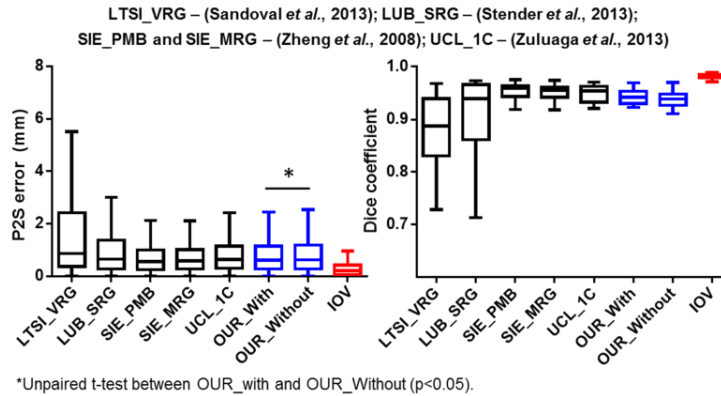 LTSI_VRG – (Sandoval et al., 2013); LUB_SRG – (Stender et al., 2013);
SIE_PMB and SIE_MRG – (Zheng et al., 2008); UCL_1C – (Zuluaga et al., 2013)
P2S error (mm)
8
6
4
2
0
*
LTSI_VRG
LUB_SRG
SIE_PMB
SIE_MRG
UCL_1C
OUR_With
OUR_Without
IOV
Dice coefficient
1.0
0.9
0.8
0.7
LTSI_VRG
LUB_SRG
SIE_PMB
SIE_MRG
UCL_1C
OUR_With
OUR_Without
IOV
*Unpaired t-test between OUR_with and OUR_Without (p<0.05).